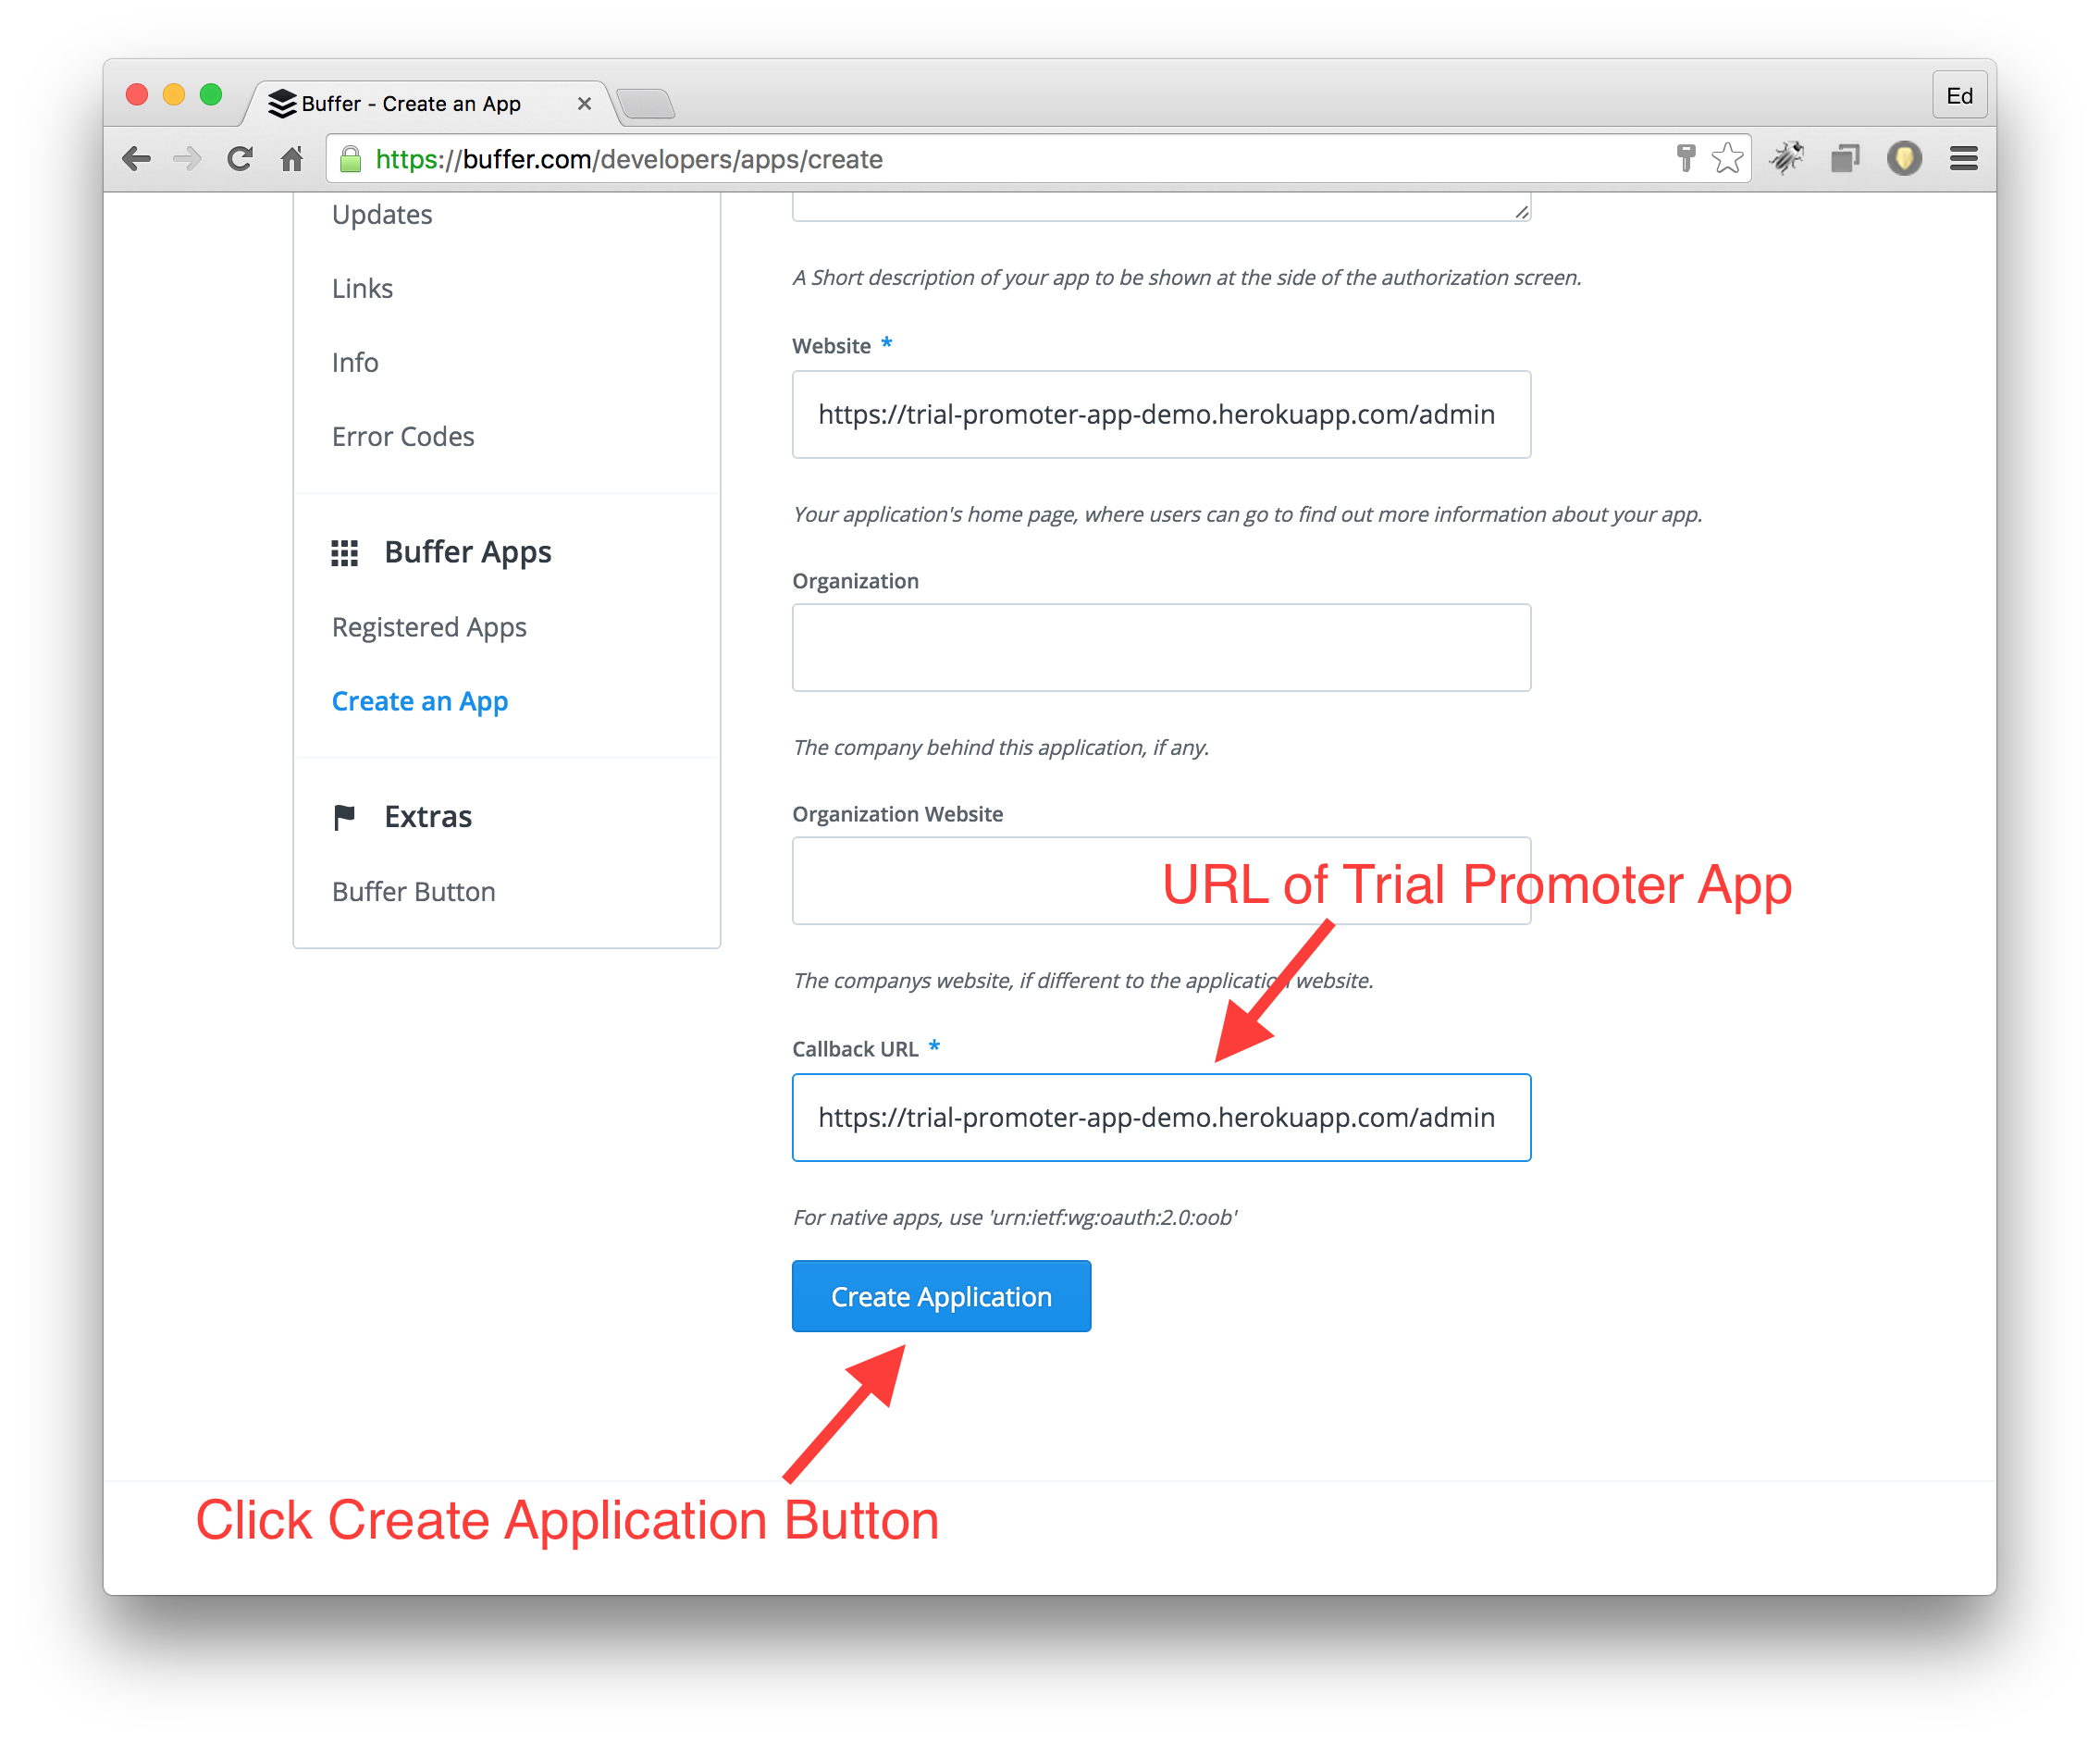 Buffer - Create an App
Ed
https://buffer.com/developers/apps/create
Updates
Links
Info
Error Codes
Buffer Apps
Registered Apps
Create an App
Extras
Buffer Button
A Short description of your app to be shown at the side of the authorization screen.
Website *
https://trial-promoter-app-demo.herokuapp.com/admin
Your application's home page, where users can go to find out more information about your app.
Organization
The company behind this application, if any.
Organization Website
URL of Trial Promoter App
The companys website, if different to the application website.
Callback URL *
https://trial-promoter-app-demo.herokuapp.com/admin
For native apps, use 'urn:ietf:wg:oauth:2.0:oob'
Create Application
Click Create Application Button